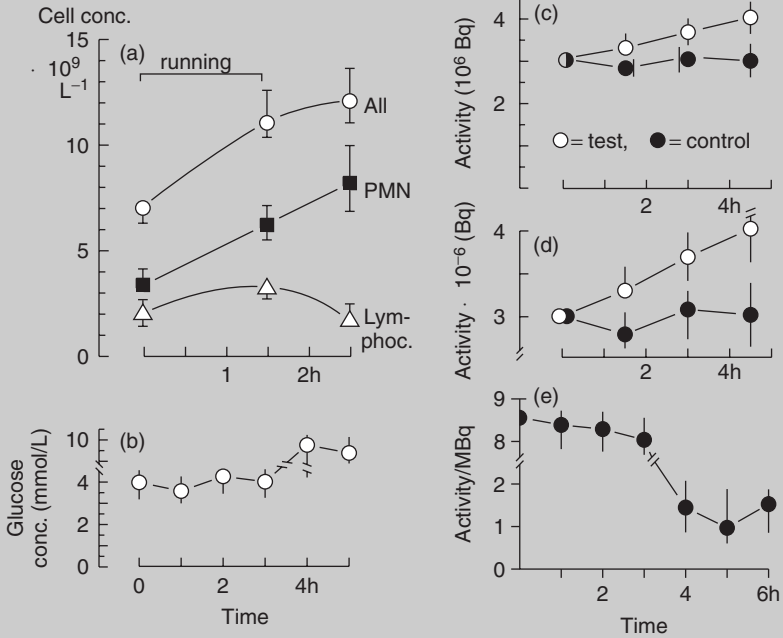 Cell conc.
15
· 10⁹
L⁻¹
(a)
running
All
10
PMN
5
Lym-
phoc.
0
1
2h
(b)
10
Glucose
conc. (mmol/L)
4
2
0
0
2
4h
Time
(c)
4
Activity (10⁶ Bq)
2
= test,
= control
2
4h
(d)
4
Activity · 10⁻⁶ (Bq)
3
2
4h
(e)
9
8
Activity/MBq
2
1
0
2
4
6h
Time